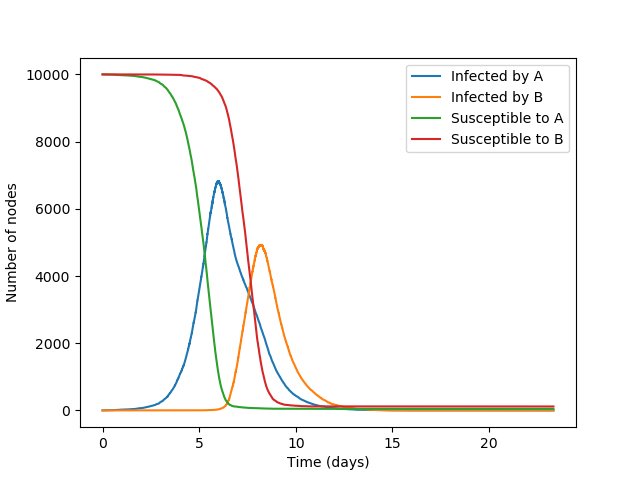 Infected by A
Infected by B
Susceptible to A
Susceptible to B
Number of nodes
10000
8000
6000
4000
2000
0
0 5 10 15 20
Time (days)